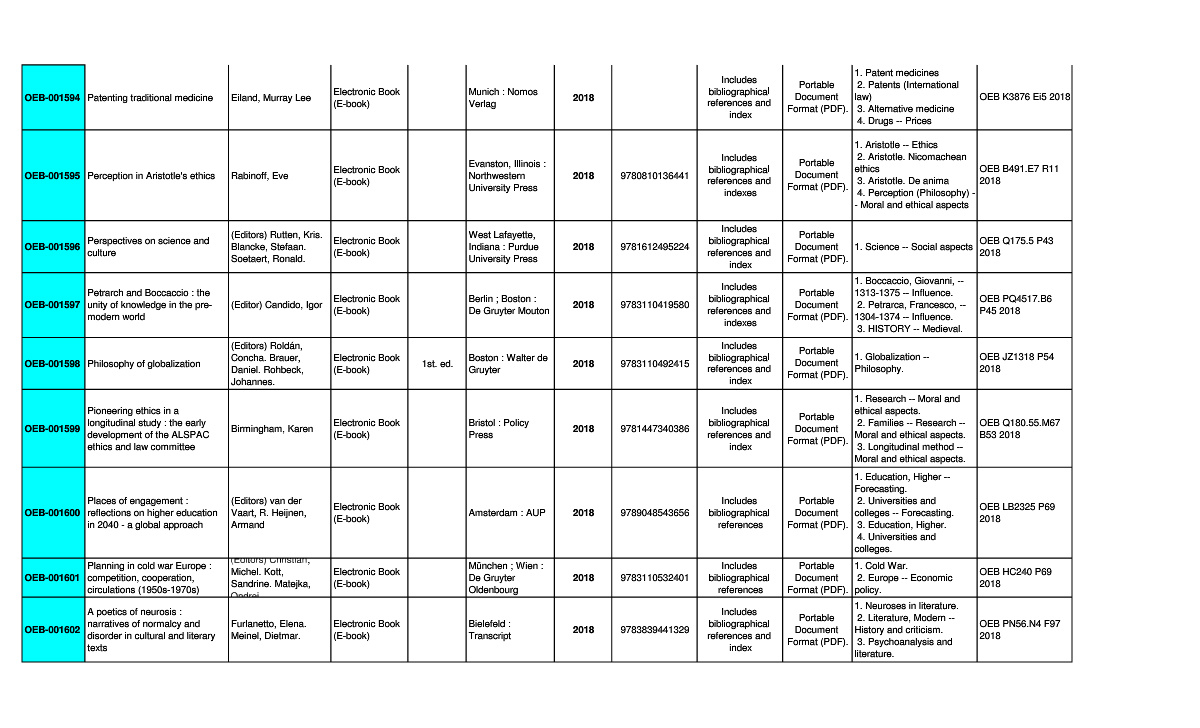 OEB-001594
Patenting traditional medicine
Eiland, Murray Lee
Electronic Book
(E-book)
Munich : Nomos
Verlag
2018
Includes
bibliographical
references and
index
Portable
Document
Format (PDF).
1. Patent medicines
2. Patents (International
law)
3. Alternative medicine
4. Drugs -- Prices
OEB K3876 Ei5 2018
OEB-001595
Perception in Aristotle's ethics
Rabinoff, Eve
Electronic Book
(E-book)
Evanston, Illinois :
Northwestern
University Press
2018
9780810136441
Includes
bibliographical
references and
indexes
Portable
Document
Format (PDF).
1. Aristotle -- Ethics
2. Aristotle. Nicomachean
ethics
3. Aristotle. De anima
4. Perception (Philosophy) -
- Moral and ethical aspects
OEB B491.E7 R11
2018
OEB-001596
Perspectives on science and
culture
(Editors) Rutten, Kris.
Blancke, Stefaan.
Soetaert, Ronald.
Electronic Book
(E-book)
West Lafayette,
Indiana : Purdue
University Press
2018
9781612495224
Includes
bibliographical
references and
index
Portable
Document
Format (PDF).
1. Science -- Social aspects
OEB Q175.5 P43
2018
OEB-001597
Petrarch and Boccaccio : the
unity of knowledge in the pre-
modern world
(Editor) Candido, Igor
Electronic Book
(E-book)
Berlin ; Boston :
De Gruyter Mouton
2018
9783110419580
Includes
bibliographical
references and
indexes
Portable
Document
Format (PDF).
1. Boccaccio, Giovanni, --
1313-1375 -- Influence.
2. Petrarca, Francesco, --
1304-1374 -- Influence.
3. HISTORY -- Medieval.
OEB PQ4517.B6
P45 2018
OEB-001598
Philosophy of globalization
(Editors) Roldán,
Concha. Brauer,
Daniel. Rohbeck,
Johannes.
Electronic Book
(E-book)
1st. ed.
Boston : Walter de
Gruyter
2018
9783110492415
Includes
bibliographical
references and
index
Portable
Document
Format (PDF).
1. Globalization --
Philosophy.
OEB JZ1318 P54
2018
OEB-001599
Pioneering ethics in a
longitudinal study : the early
development of the ALSPAC
ethics and law committee
Birmingham, Karen
Electronic Book
(E-book)
Bristol : Policy
Press
2018
9781447340386
Includes
bibliographical
references and
index
Portable
Document
Format (PDF).
1. Research -- Moral and
ethical aspects.
2. Families -- Research --
Moral and ethical aspects.
3. Longitudinal method --
Moral and ethical aspects.
OEB Q180.55.M67
B53 2018
OEB-001600
Places of engagement :
reflections on higher education
in 2040 - a global approach
(Editors) van der
Vaart, R. Heijnen,
Armand
Electronic Book
(E-book)
Amsterdam : AUP
2018
9789048543656
Includes
bibliographical
references
Portable
Document
Format (PDF).
1. Education, Higher --
Forecasting.
2. Universities and
colleges -- Forecasting.
3. Education, Higher.
4. Universities and
colleges.
OEB LB2325 P69
2018
OEB-001601
Planning in cold war Europe :
competition, cooperation,
circulations (1950s-1970s)
(Editors) Christian,
Michel. Kott,
Sandrine. Matejka,
Ondrej
Electronic Book
(E-book)
München ; Wien :
De Gruyter
Oldenbourg
2018
9783110532401
Includes
bibliographical
references
Portable
Document
Format (PDF).
1. Cold War.
2. Europe -- Economic
policy.
OEB HC240 P69
2018
OEB-001602
A poetics of neurosis :
narratives of normalcy and
disorder in cultural and literary
texts
Furlanetto, Elena.
Meinel, Dietmar.
Electronic Book
(E-book)
Bielefeld :
Transcript
2018
9783839441329
Includes
bibliographical
references and
index
Portable
Document
Format (PDF).
1. Neuroses in literature.
2. Literature, Modern --
History and criticism.
3. Psychoanalysis and
literature.
OEB PN56.N4 F97
2018